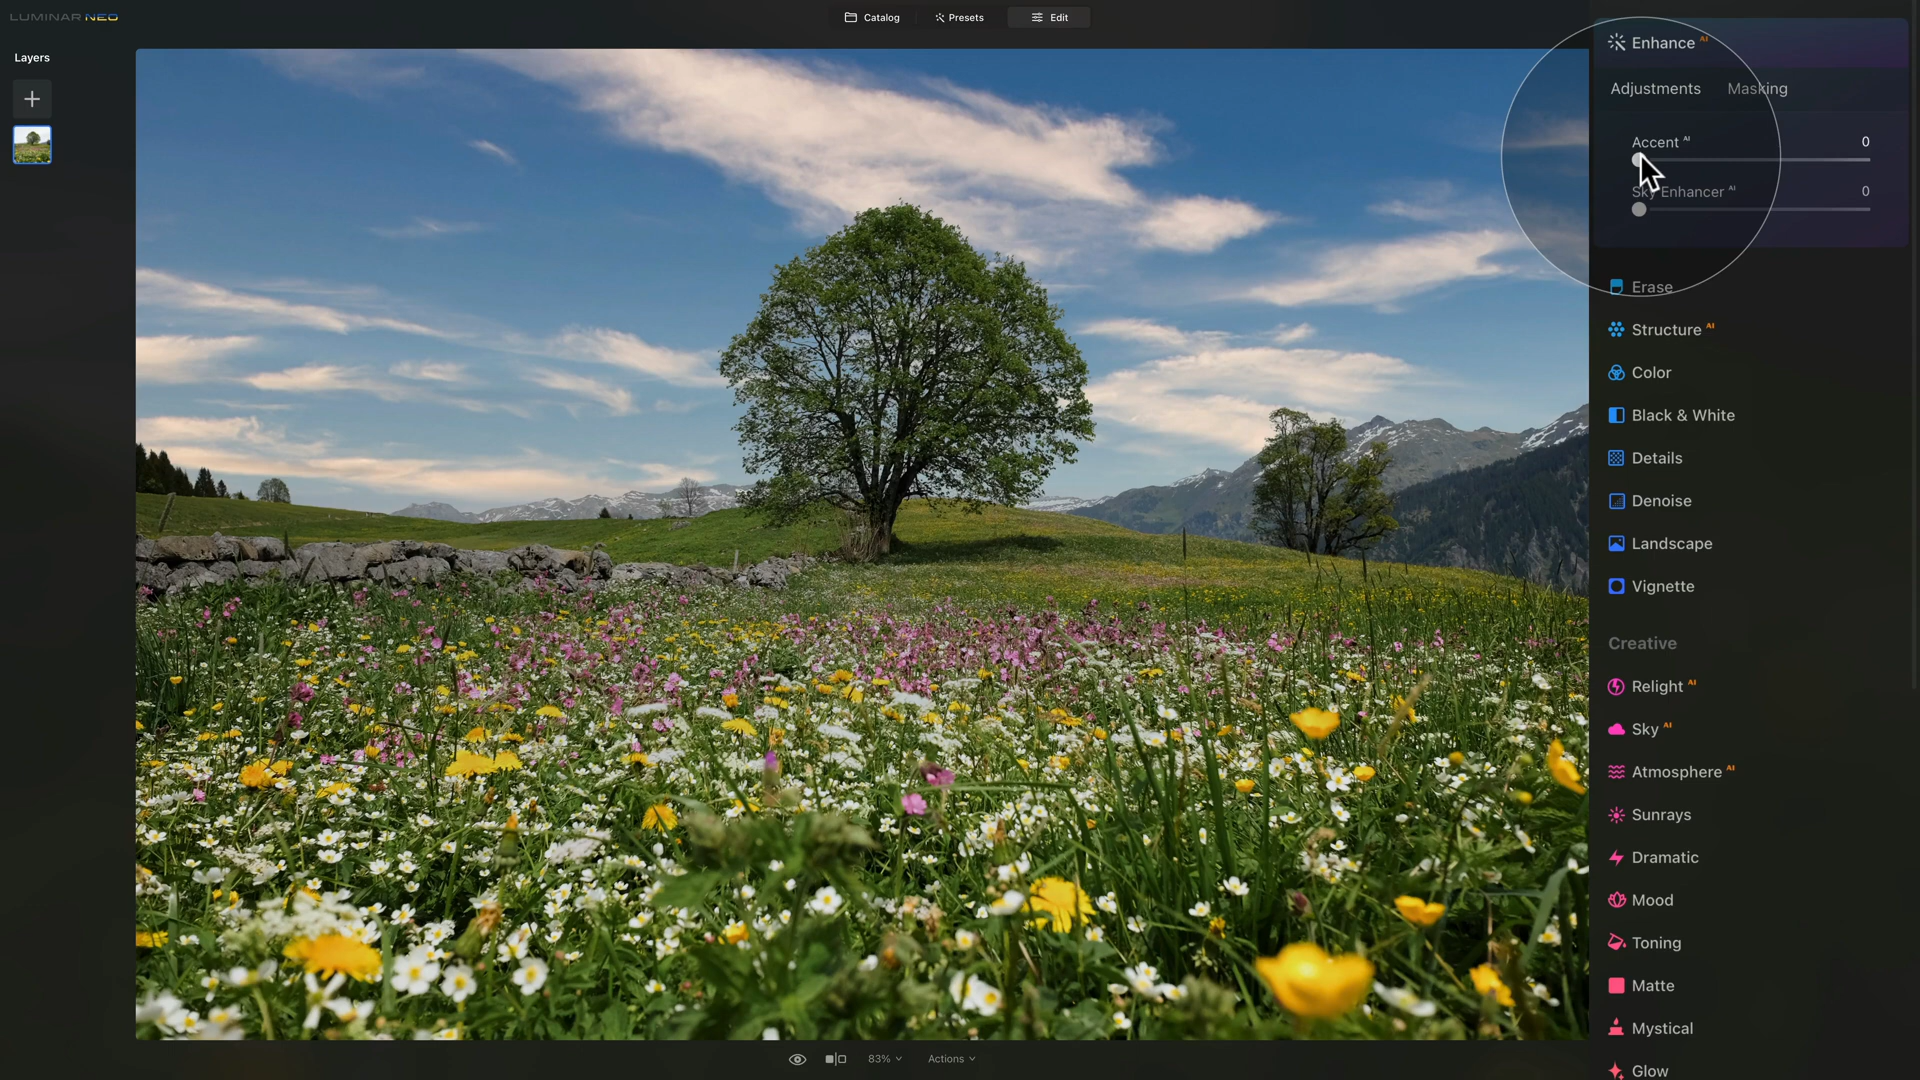 LUMINAR NEO
Catalog
Presets
Edit
Layers
Enhance AI
Adjustments
Masking
Accent AI
0
Sky Enhancer AI
0
Erase
Structure AI
Color
Black & White
Details
Denoise
Landscape
Vignette
Creative
Relight AI
Sky AI
Atmosphere AI
Sunrays
Dramatic
Mood
Toning
Matte
Mystical
Glow
83%
Actions